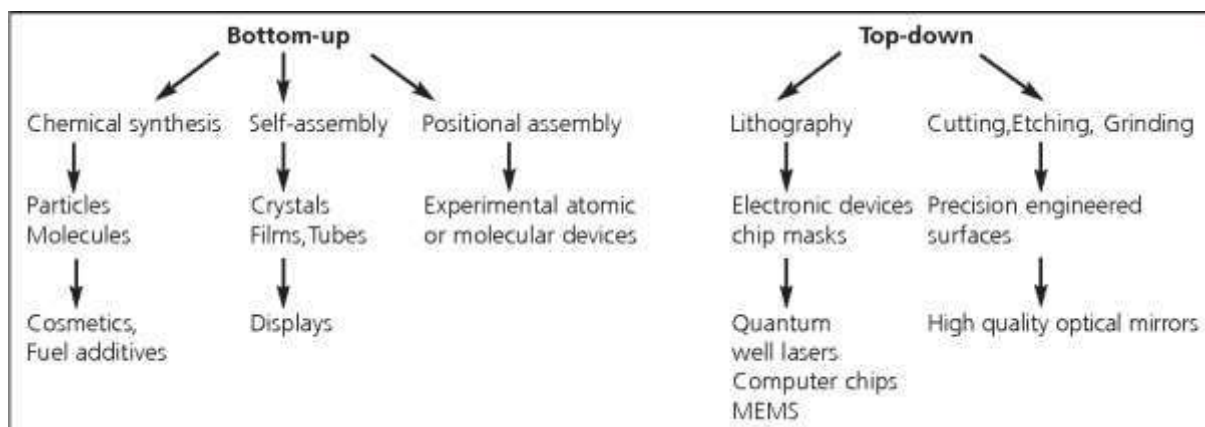 Bottom-up
Chemical synthesis
Self-assembly
Positional assembly
Particles
Molecules
Crystals
Films,Tubes
Experimental atomic
or molecular devices
Cosmetics,
Fuel additives
Displays
Top-down
Lithography
Cutting,Etching, Grinding
Electronic devices
chip masks
Precision engineered
surfaces
Quantum
well lasers
Computer chips
MEMS
High quality optical mirrors